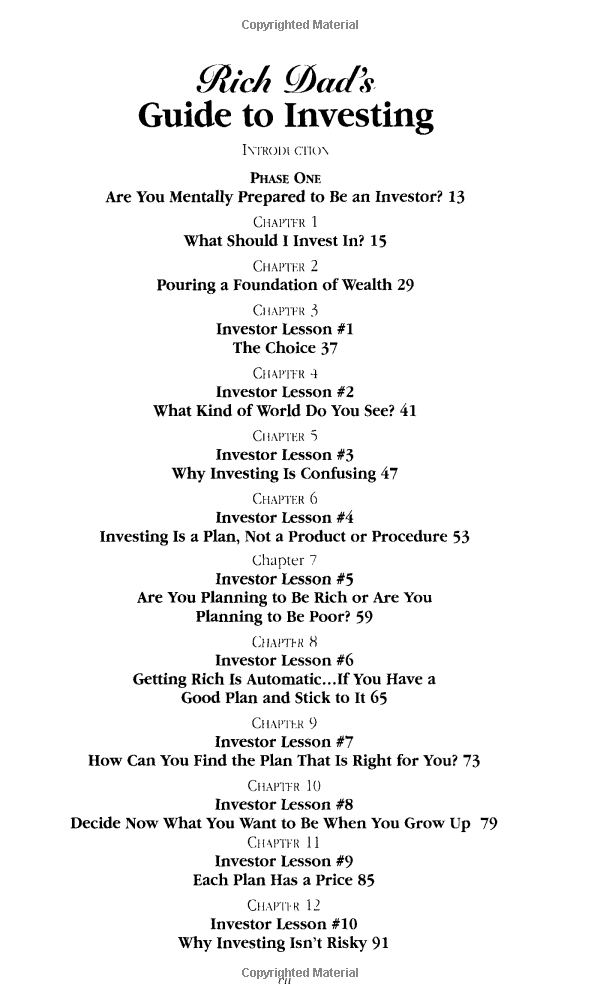 Copyrighted Material
Rich Dad's
Guide to Investing
INTRODUCTION
PHASE ONE
Are You Mentally Prepared to Be an Investor? 13
CHAPTER 1
What Should I Invest In? 15
CHAPTER 2
Pouring a Foundation of Wealth 29
CHAPTER 3
Investor Lesson #1
The Choice 37
CHAPTER 4
Investor Lesson #2
What Kind of World Do You See? 41
CHAPTER 5
Investor Lesson #3
Why Investing Is Confusing 47
CHAPTER 6
Investor Lesson #4
Investing Is a Plan, Not a Product or Procedure 53
Chapter 7
Investor Lesson #5
Are You Planning to Be Rich or Are You
Planning to Be Poor? 59
CHAPTER 8
Investor Lesson #6
Getting Rich Is Automatic...If You Have a
Good Plan and Stick to It 65
CHAPTER 9
Investor Lesson #7
How Can You Find the Plan That Is Right for You? 73
CHAPTER 10
Investor Lesson #8
Decide Now What You Want to Be When You Grow Up 79
CHAPTER 11
Investor Lesson #9
Each Plan Has a Price 85
CHAPTER 12
Investor Lesson #10
Why Investing Isn't Risky 91
Copyrighted Material